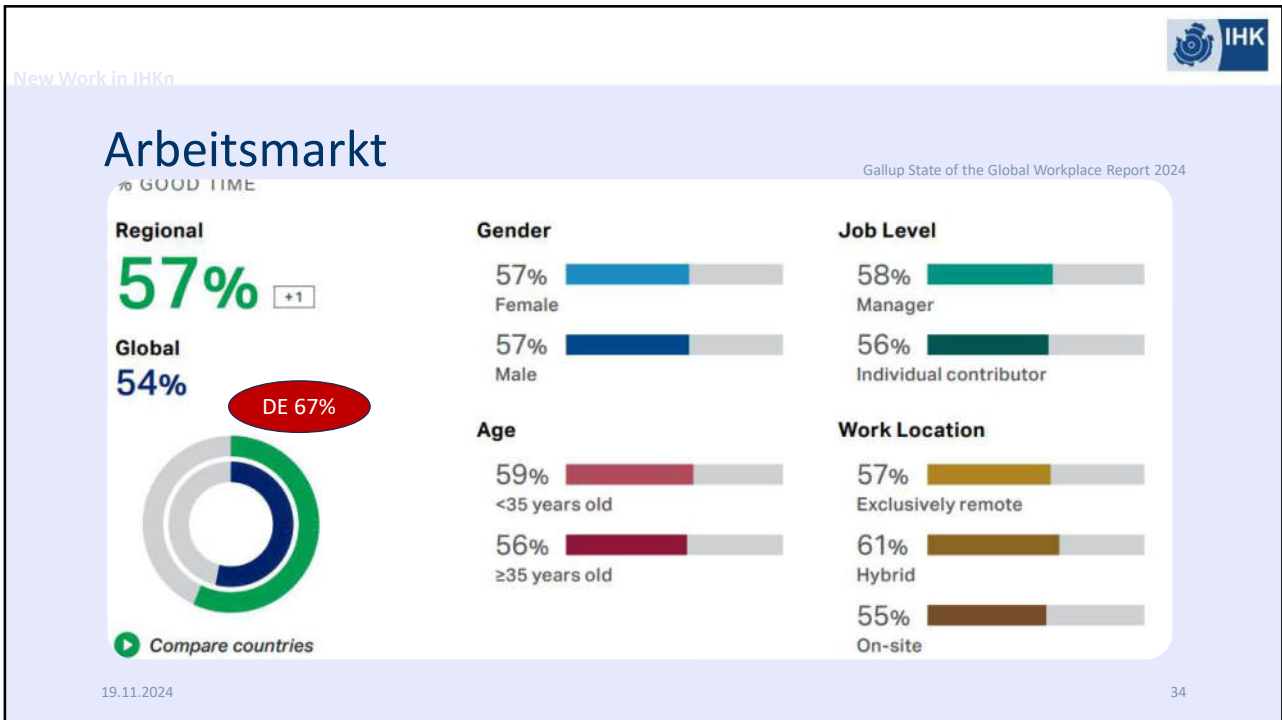 IHK
New Work in IHKn
Arbeitsmarkt
Gallup State of the Global Workplace Report 2024
% GOOD TIME
Regional
57% +1
Global
54%
DE 67%
Compare countries
Gender
57%
Female
57%
Male
Age
59%
<35 years old
56%
≥35 years old
Job Level
58%
Manager
56%
Individual contributor
Work Location
57%
Exclusively remote
61%
Hybrid
55%
On-site
19.11.2024
34